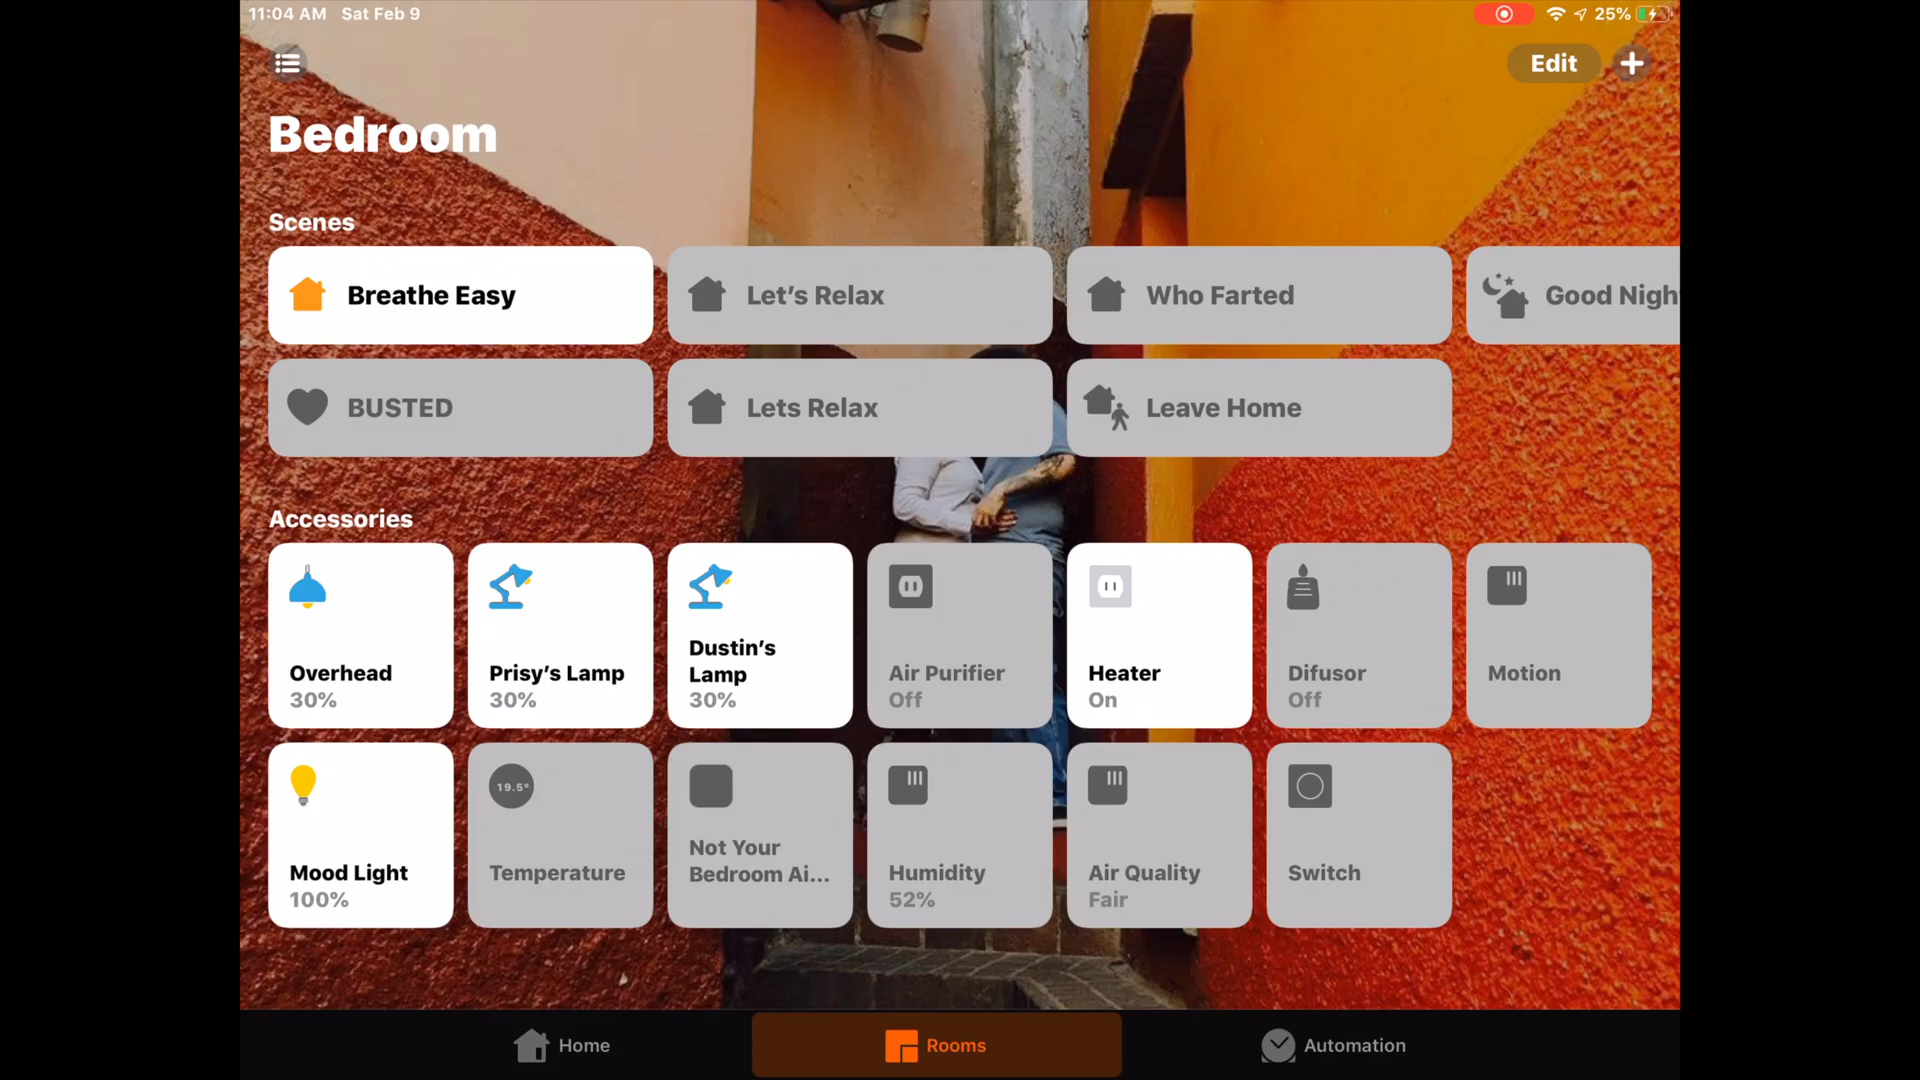 11:04 AM Sat Feb 9
25%
Edit
Bedroom
Scenes
Breathe Easy
Let's Relax
Who Farted
Good Nigh
BUSTED
Lets Relax
Leave Home
Accessories
Overhead
30%
Prisy's Lamp
30%
Dustin's
Lamp
30%
Air Purifier
Off
Heater
On
Difusor
Off
Motion
Mood Light
100%
19.5°
Temperature
Not Your
Bedroom Ai...
Humidity
52%
Air Quality
Fair
Switch
Home
Rooms
Automation